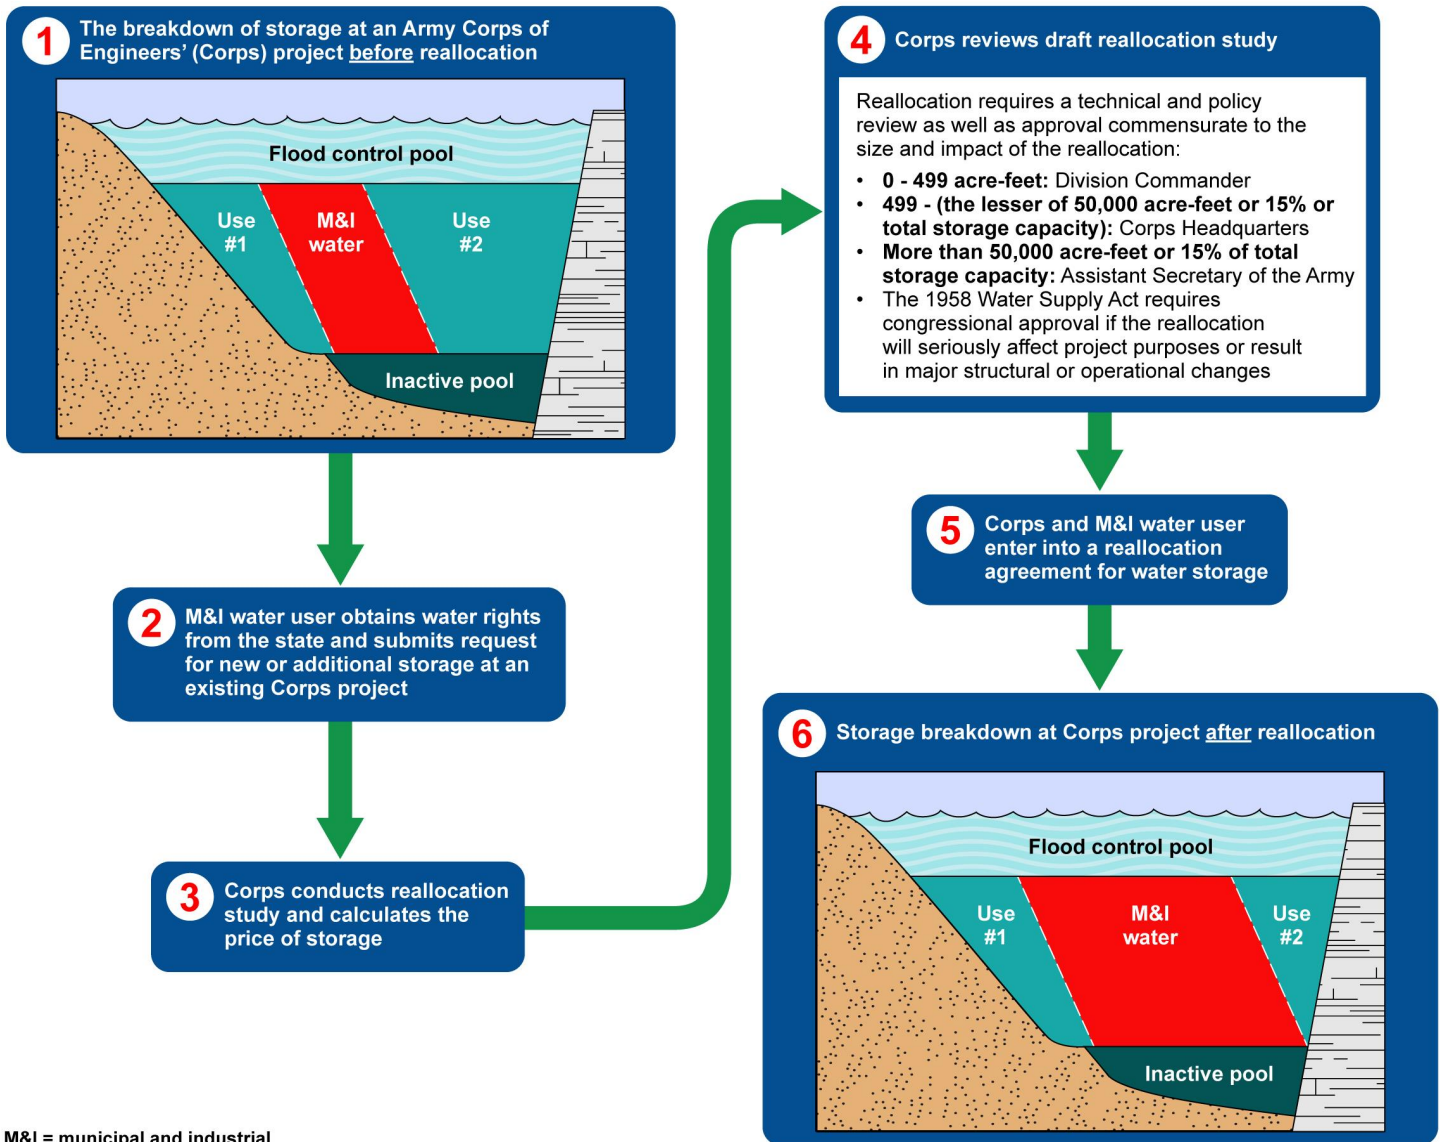 1
The breakdown of storage at an Army Corps of
Engineers' (Corps) project before reallocation
Flood control pool
Use
#1
M&I
water
Use
#2
Inactive pool
2
M&I water user obtains water rights
from the state and submits request
for new or additional storage at an
existing Corps project
3
Corps conducts reallocation
study and calculates the
price of storage
4
Corps reviews draft reallocation study
Reallocation requires a technical and policy
review as well as approval commensurate to the
size and impact of the reallocation:
• 0 - 499 acre-feet: Division Commander
• 499 - (the lesser of 50,000 acre-feet or 15% or
total storage capacity): Corps Headquarters
• More than 50,000 acre-feet or 15% of total
storage capacity: Assistant Secretary of the Army
• The 1958 Water Supply Act requires
congressional approval if the reallocation
will seriously affect project purposes or result
in major structural or operational changes
5
Corps and M&I water user
enter into a reallocation
agreement for water storage
6
Storage breakdown at Corps project after reallocation
Flood control pool
Use
#1
M&I
water
Use
#2
Inactive pool
M&I = municipal and industrial